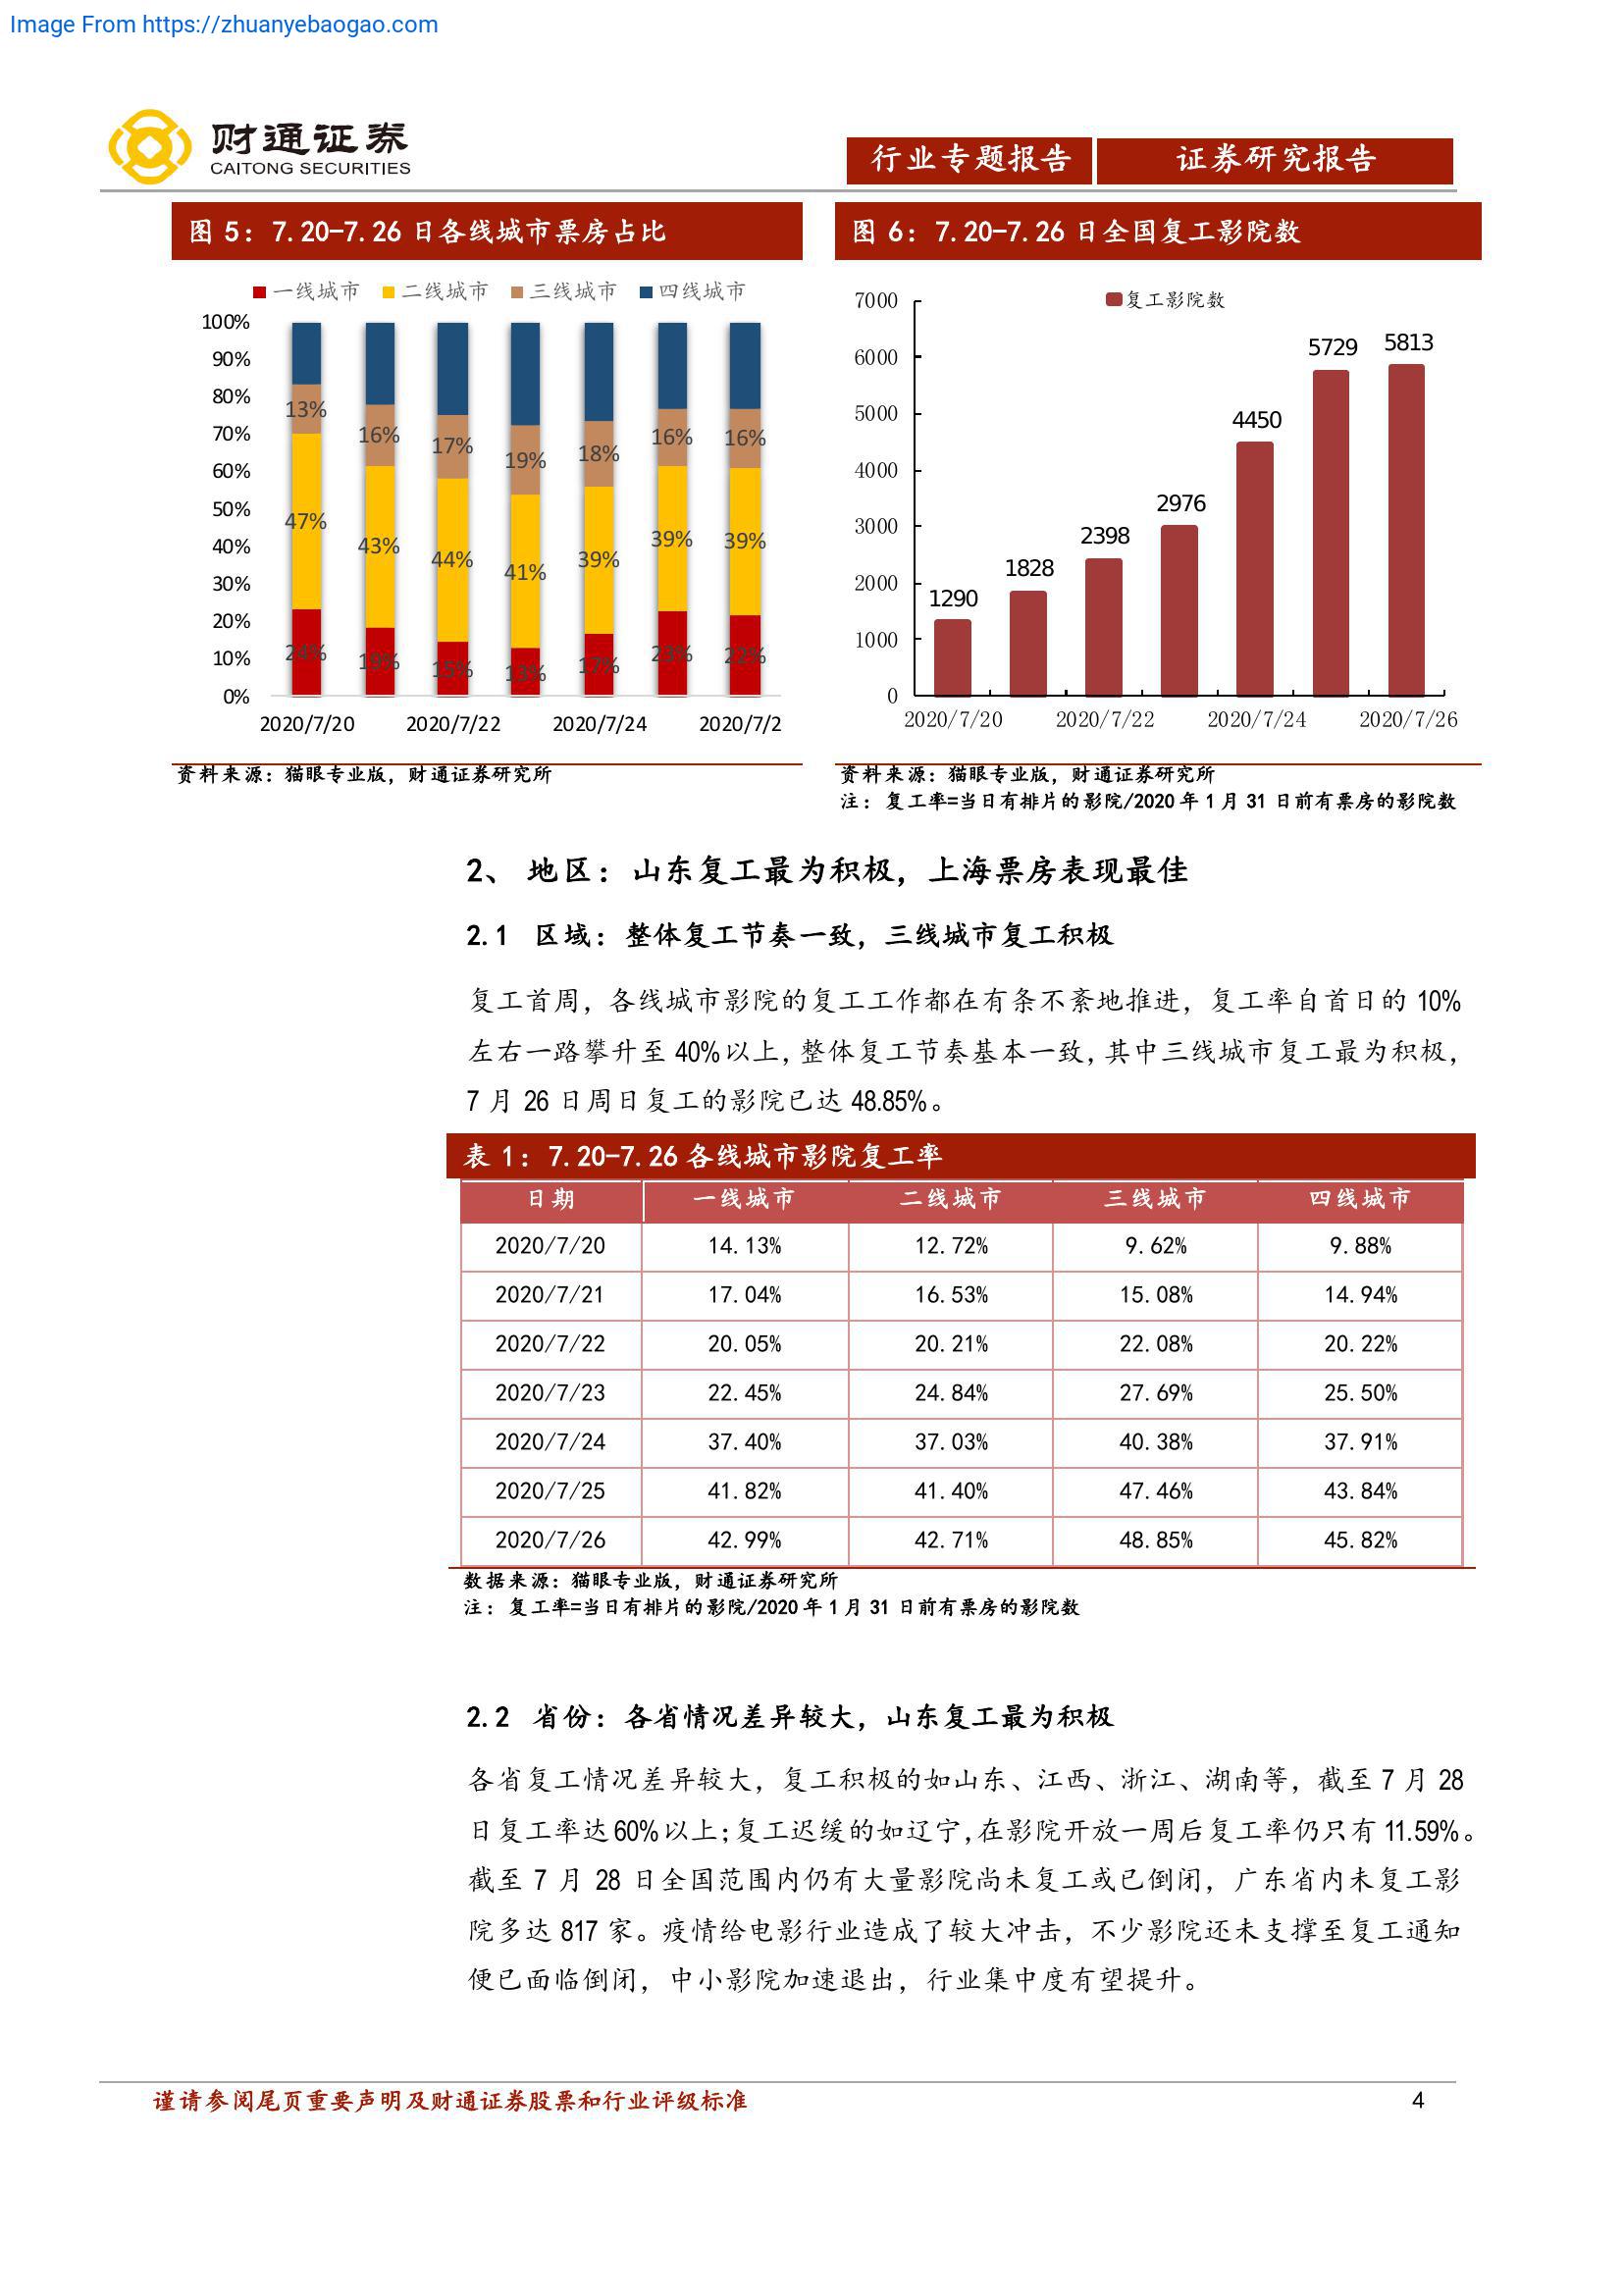 Image From https://zhuanyebaogao.com
财通证券
CAITONG SECURITIES
行业专题报告 证券研究报告
图 5：7.20-7.26 日各线城市票房占比
一线城市 二线城市 三线城市 四线城市
100%
90%
80%
70%
60%
50%
40%
30%
20%
10%
0%
13% 16% 17% 19% 18% 16% 16%
47% 43% 44% 41% 39% 39% 39%
24% 19% 15% 13% 17% 23% 22%
2020/7/20 2020/7/22 2020/7/24 2020/7/2
资料来源：猫眼专业版，财通证券研究所
图 6：7.20-7.26 日全国复工影院数
复工影院数
7000
6000
5000
4000
3000
2000
1000
0
1290 1828 2398 2976 4450 5729 5813
2020/7/20 2020/7/22 2020/7/24 2020/7/26
资料来源：猫眼专业版，财通证券研究所
注：复工率=当日有排片的影院/2020 年 1 月 31 日前有票房的影院数
2、 地区：山东复工最为积极，上海票房表现最佳
2.1 区域：整体复工节奏一致，三线城市复工积极
复工首周，各线城市影院的复工工作都在有条不紊地推进，复工率自首日的 10%
左右一路攀升至 40%以上，整体复工节奏基本一致，其中三线城市复工最为积极，
7 月 26 日周日复工的影院已达 48.85%。
表 1：7.20-7.26 各线城市影院复工率
日期 一线城市 二线城市 三线城市 四线城市
2020/7/20 14.13% 12.72% 9.62% 9.88%
2020/7/21 17.04% 16.53% 15.08% 14.94%
2020/7/22 20.05% 20.21% 22.08% 20.22%
2020/7/23 22.45% 24.84% 27.69% 25.50%
2020/7/24 37.40% 37.03% 40.38% 37.91%
2020/7/25 41.82% 41.40% 47.46% 43.84%
2020/7/26 42.99% 42.71% 48.85% 45.82%
数据来源：猫眼专业版，财通证券研究所
注：复工率=当日有排片的影院/2020 年 1 月 31 日前有票房的影院数
2.2 省份：各省情况差异较大，山东复工最为积极
各省复工情况差异较大，复工积极的如山东、江西、浙江、湖南等，截至 7 月 28
日复工率达 60%以上；复工迟缓的如辽宁，在影院开放一周后复工率仍只有 11.59%。
截至 7 月 28 日全国范围内仍有大量影院尚未复工或已倒闭，广东省内未复工影
院多达 817 家。疫情给电影行业造成了较大冲击，不少影院还未支撑至复工通知
便已面临倒闭，中小影院加速退出，行业集中度有望提升。
谨请参阅尾页重要声明及财通证券股票和行业评级标准 4